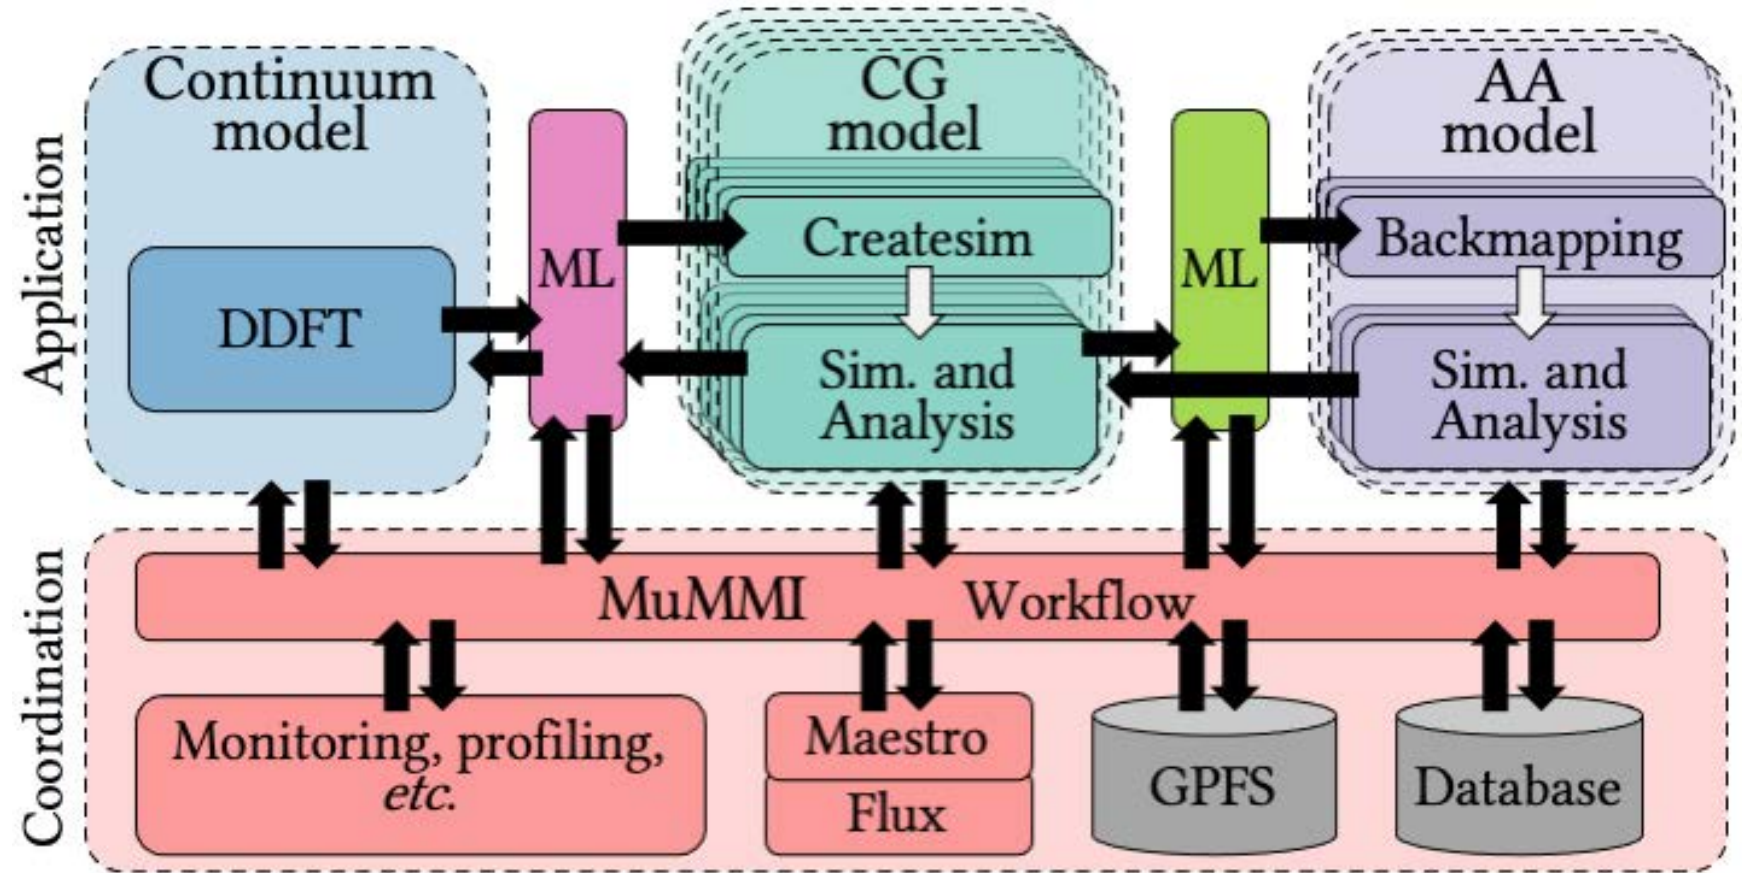 Application
Continuum
model
DDFT
ML
CG
model
Createsim
Sim. and
Analysis
ML
AA
model
Backmapping
Sim. and
Analysis
Coordination
MuMMI Workflow
Monitoring, profiling,
etc.
Maestro
Flux
GPFS
Database